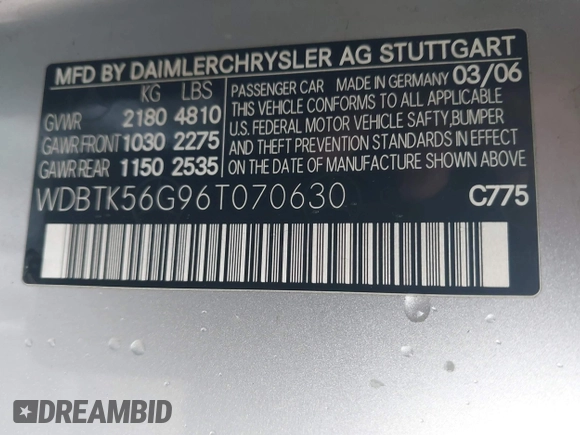 MFD BY DAIMLERCHRYSLER AG STUTTGART
KG LBS
GVWR 2180 4810
GAWR FRONT 1030 2275
GAWR REAR 1150 2535
PASSENGER CAR MADE IN GERMANY 03/06
THIS VEHICLE CONFORMS TO ALL APPLICABLE
U.S. FEDERAL MOTOR VEHICLE SAFTY,BUMPER
AND THEFT PREVENTION STANDARDS IN
EFFECT ON THE DATE OF MANUFACTURE
SHOWN ABOVE.
WDBTK56G96T070630 C775
DREAMBID